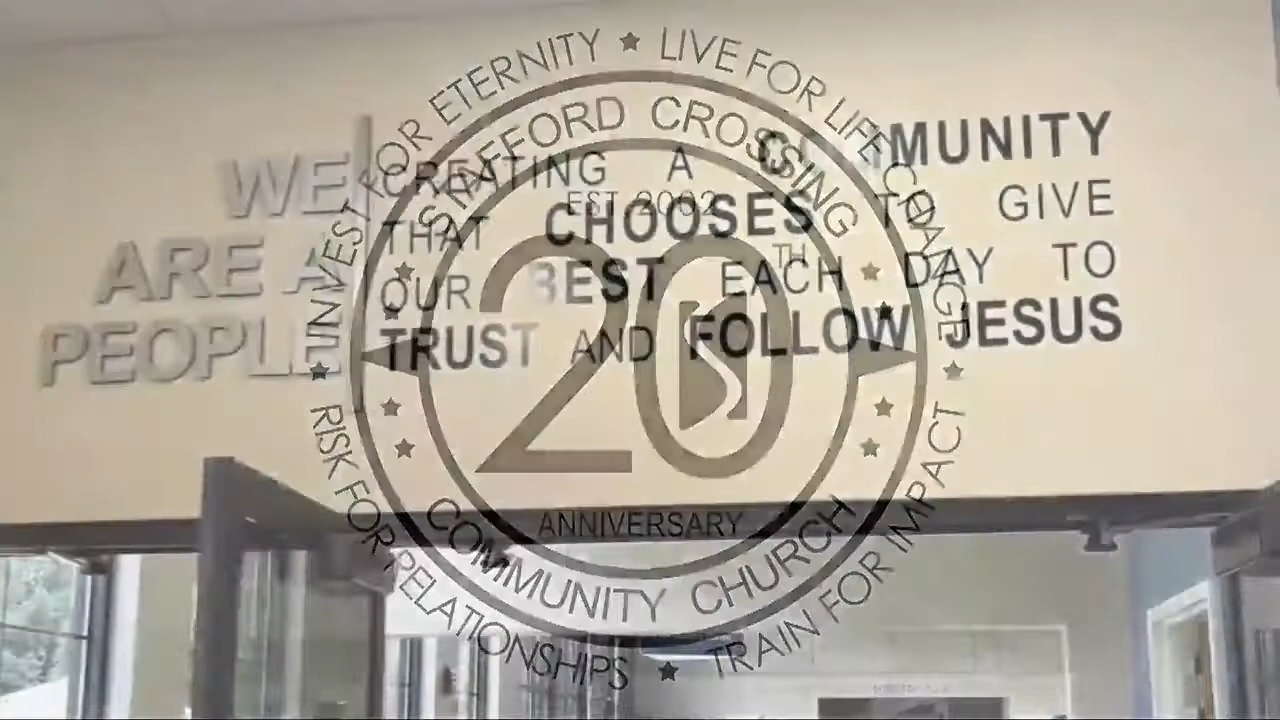 WE
ARE A
PEOPLE
CREATING A COMMUNITY
THAT CHOOSES TO GIVE
OUR BEST EACH DAY TO
TRUST AND FOLLOW JESUS
INVEST FOR ETERNITY ★ LIVE FOR LIFE CHANGE
STAFFORD CROSSING
EST. 2002
20TH
ANNIVERSARY
COMMUNITY CHURCH
RISK FOR RELATIONSHIPS ★ TRAIN FOR IMPACT